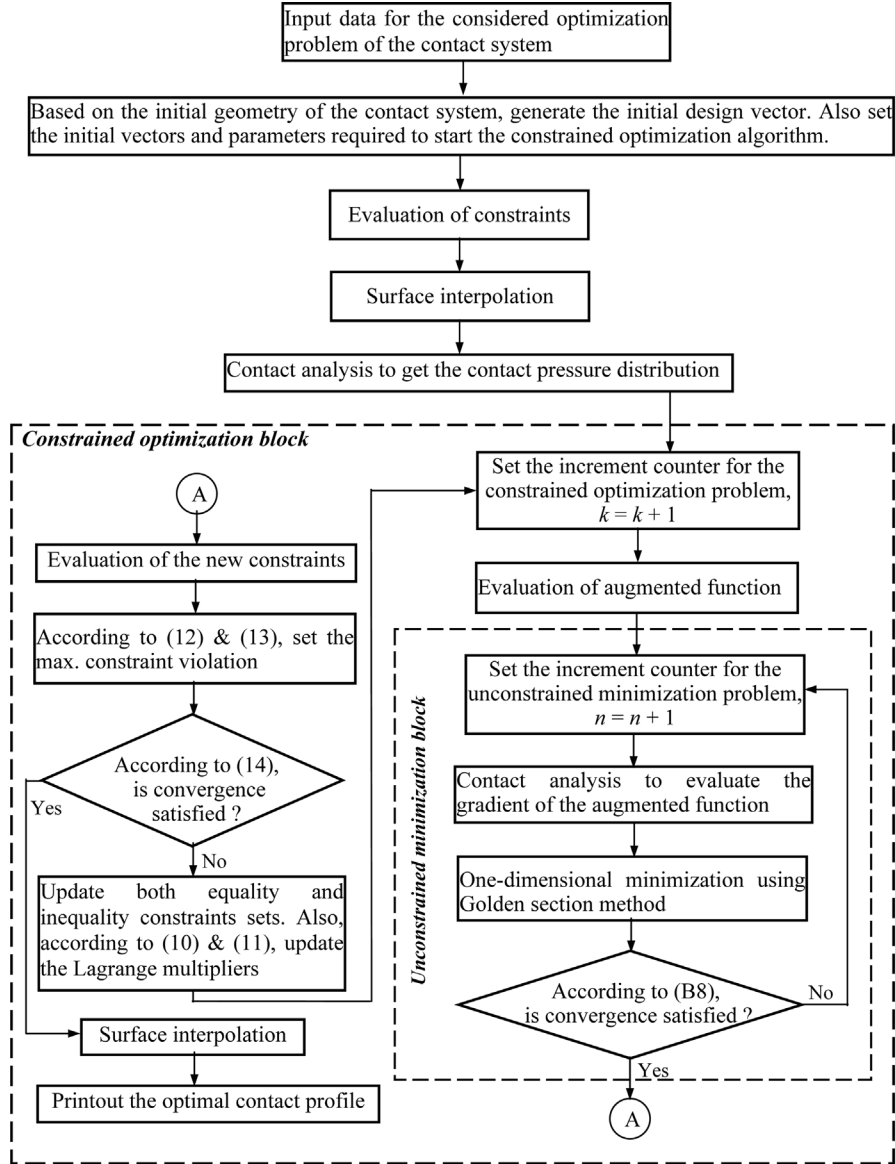 Input data for the considered optimization
problem of the contact system
Based on the initial geometry of the contact system, generate the initial design vector. Also set
the initial vectors and parameters required to start the constrained optimization algorithm.
Evaluation of constraints
Surface interpolation
Contact analysis to get the contact pressure distribution
Constrained optimization block
A
Evaluation of the new constraints
According to (12) & (13), set the
max. constraint violation
According to (14),
is convergence
satisfied ?
Yes
No
Update both equality and
inequality constraints sets. Also,
according to (10) & (11), update
the Lagrange multipliers
Surface interpolation
Printout the optimal contact profile
Set the increment counter for the
constrained optimization problem,
k = k + 1
Evaluation of augmented function
Unconstrained minimization block
Set the increment counter for the
unconstrained minimization problem,
n = n + 1
Contact analysis to evaluate the
gradient of the augmented function
One-dimensional minimization using
Golden section method
According to (B8),
is convergence satisfied ?
No
Yes
A